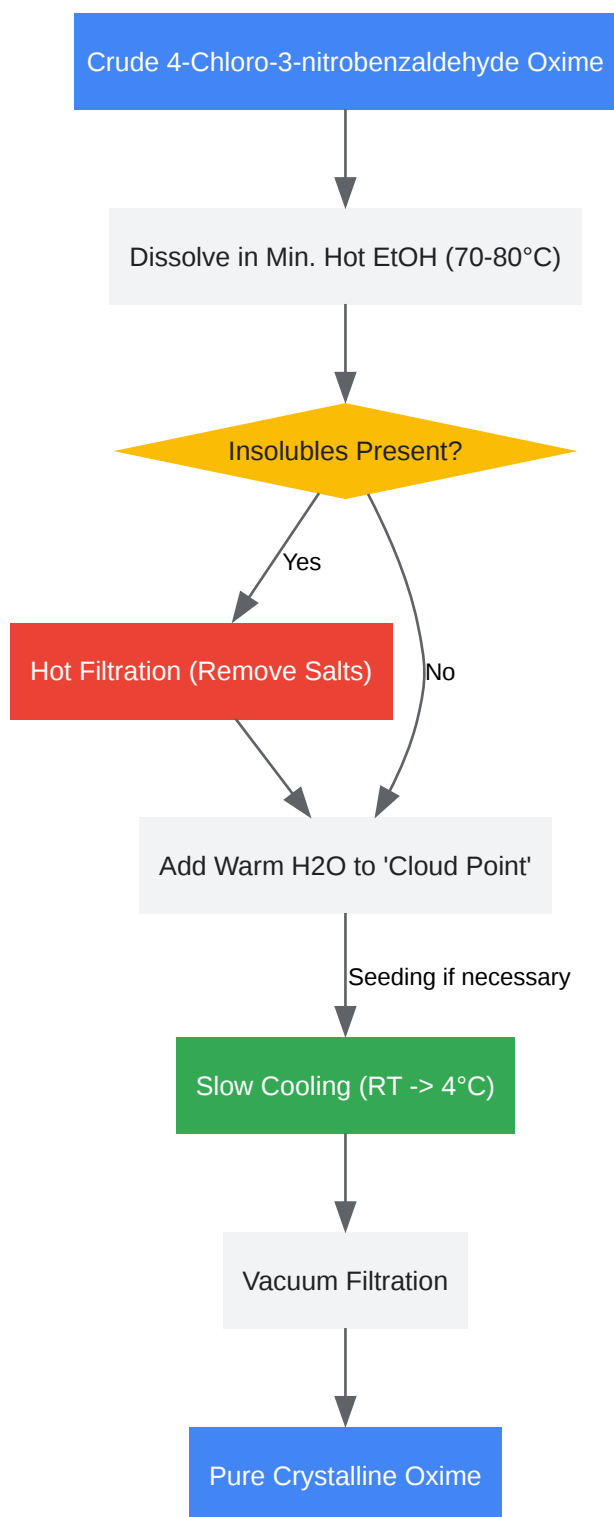 Crude 4-Chloro-3-nitrobenzaldehyde Oxime
Dissolve in Min. Hot EtOH (70-80°C)
Insolubles Present?
Yes
Hot Filtration (Remove Salts)
No
Add Warm H2O to 'Cloud Point'
Seeding if necessary
Slow Cooling (RT -> 4°C)
Vacuum Filtration
Pure Crystalline Oxime